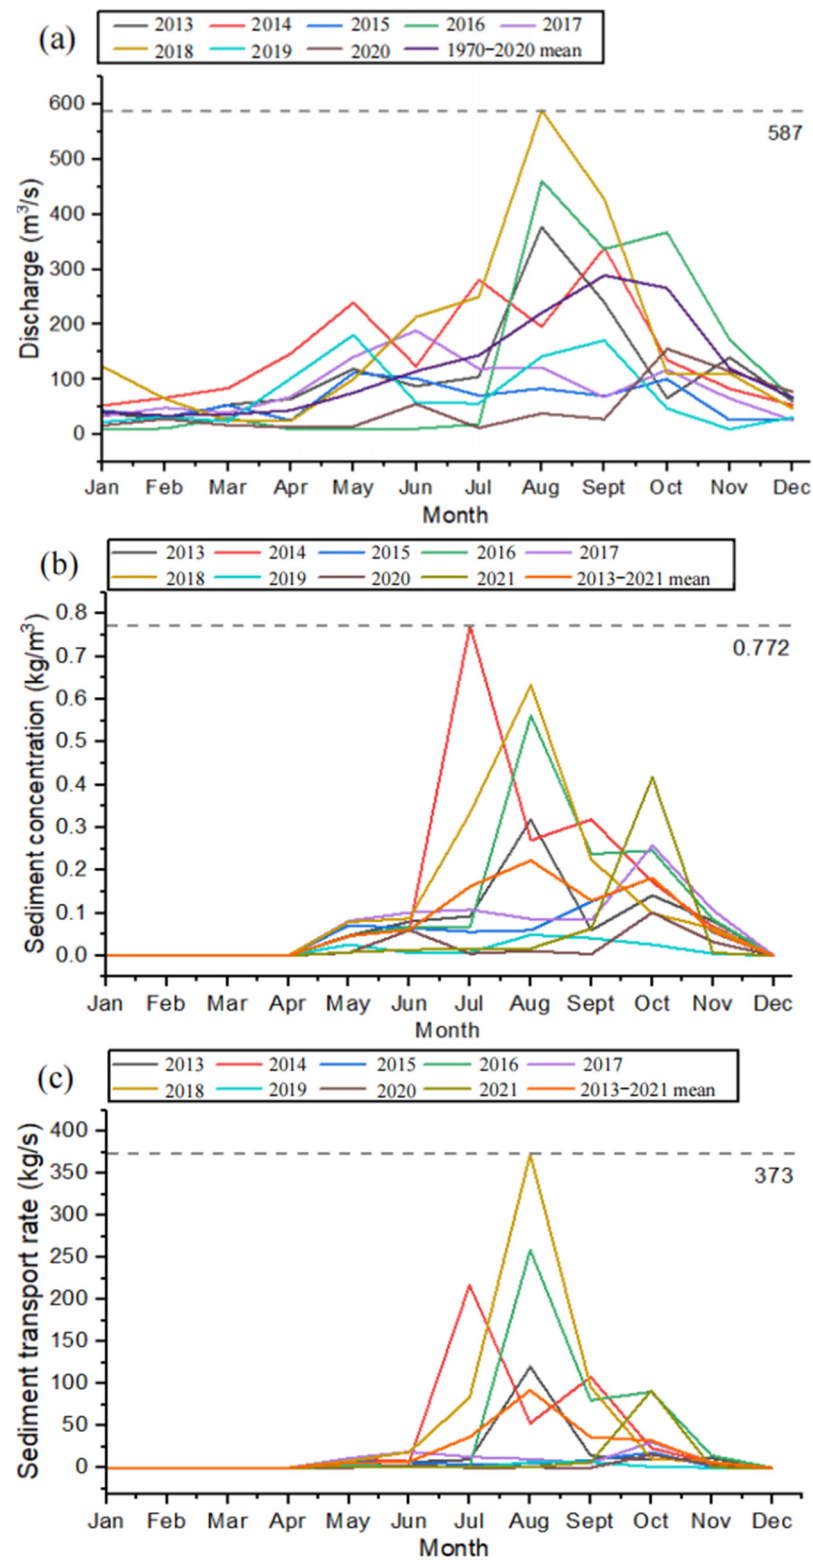 (a)
2013 2014 2015 2016 2017
2018 2019 2020 1970−2020 mean
600
587
500
400
300
200
100
0
Discharge (m³/s)
Jan Feb Mar Apr May Jun Jul Aug Sept Oct Nov Dec
Month
(b)
2013 2014 2015 2016 2017
2018 2019 2020 2021 2013−2021 mean
0.8
0.772
0.7
0.6
0.5
0.4
0.3
0.2
0.1
0.0
Sediment concentration (kg/m³)
Jan Feb Mar Apr May Jun Jul Aug Sept Oct Nov Dec
Month
(c)
2013 2014 2015 2016 2017
2018 2019 2020 2021 2013−2021 mean
400
373
350
300
250
200
150
100
50
0
Sediment transport rate (kg/s)
Jan Feb Mar Apr May Jun Jul Aug Sept Oct Nov Dec
Month